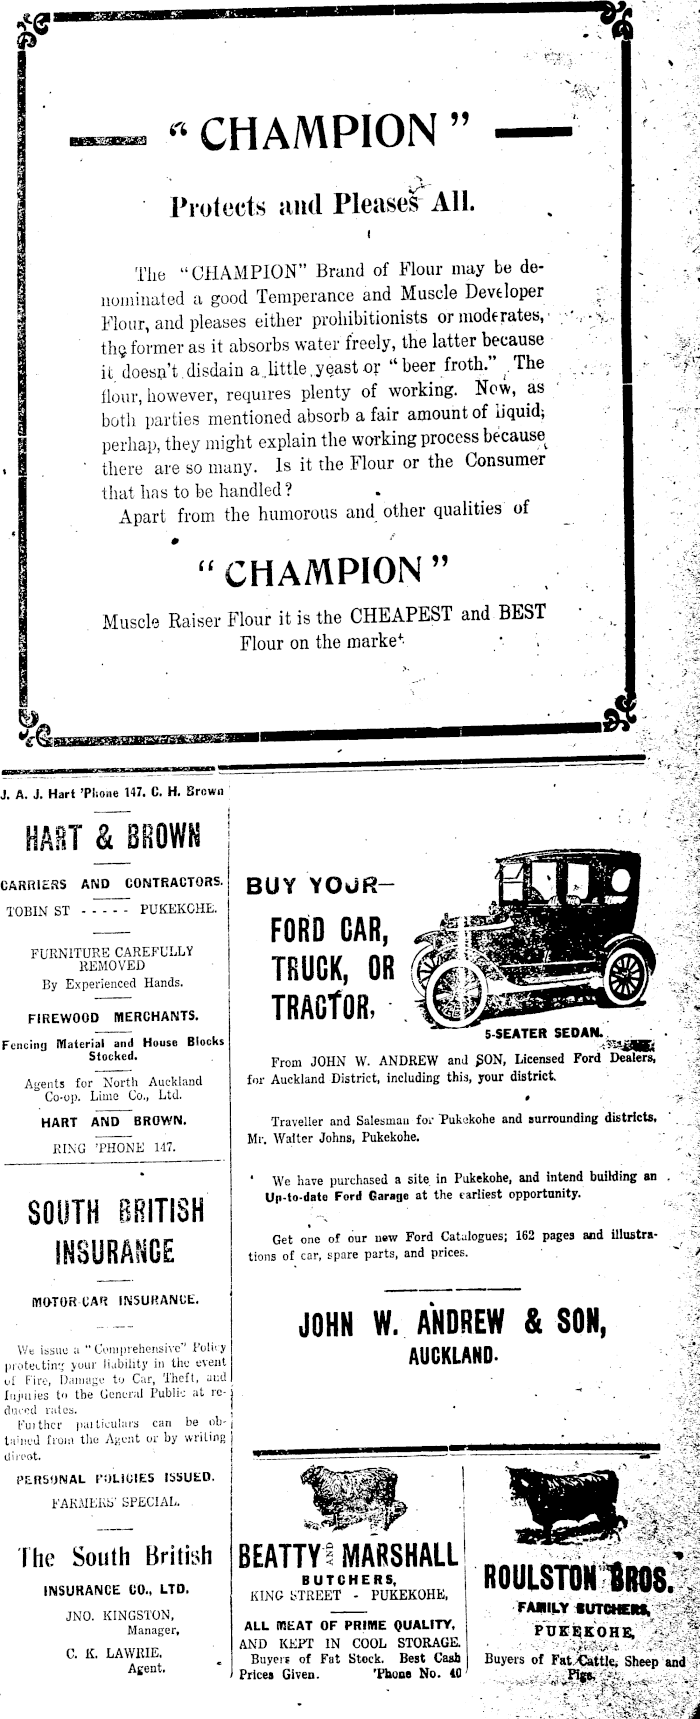 "CHAMPION"
Protects and Pleases All.
The "CHAMPION" Brand of Flour may be de-
nominated a good Temperance and Muscle Developer
Flour, and pleases either prohibitionists or moderates,
the former as it absorbs water freely, the latter because
it doesn't disdain a little yeast or "beer froth." The
flour, however, requires plenty of working. Now, as
both parties mentioned absorb a fair amount of liquid;
perhap, they might explain the working process because
there are so many. Is it the Flour or the Consumer
that has to be handled?
Apart from the humorous and other qualities of
"CHAMPION"
Muscle Raiser Flour it is the CHEAPEST and BEST
Flour on the market
J. A. J. Hart 'Phone 147. C. H. Brown
HART & BROWN
CARRIERS AND CONTRACTORS.
TOBIN ST - - - - - PUKEKOHE.
FURNITURE CAREFULLY
REMOVED
By Experienced Hands.
FIREWOOD MERCHANTS.
Fencing Material and House Blocks
Stocked.
Agents for North Auckland
Co-op. Lime Co., Ltd.
HART AND BROWN.
RING 'PHONE 147.
SOUTH BRITISH
INSURANCE
MOTOR CAR INSURANCE.
We issue a "Comprehensive" Policy
protecting your liability in the event
of Fire, Damage to Car, Theft, and
Injuries to the General Public at re-
duced rates.
Further particulars can be ob-
tained from the Agent or by writing
direct.
PERSONAL POLICIES ISSUED.
FARMERS' SPECIAL.
The South British
INSURANCE CO., LTD.
JNO. KINGSTON,
Manager,
C. K. LAWRIE,
Agent.
BUY YOUR—
FORD CAR,
TRUCK, OR
TRACTOR,
5-SEATER SEDAN.
From JOHN W. ANDREW and SON, Licensed Ford Dealers,
for Auckland District, including this, your district.
Traveller and Salesman for Pukekohe and surrounding districts,
Mr. Walter Johns, Pukekohe.
We have purchased a site in Pukekohe, and intend building an
Up-to-date Ford Garage at the earliest opportunity.
Get one of our new Ford Catalogues; 162 pages and illustra-
tions of car, spare parts, and prices.
JOHN W. ANDREW & SON,
AUCKLAND.
BEATTY AND MARSHALL
BUTCHERS,
KING STREET - PUKEKOHE,
ALL MEAT OF PRIME QUALITY,
AND KEPT IN COOL STORAGE.
Buyers of Fat Stock. Best Cash
Prices Given. 'Phone No. 40
ROULSTON BROS.
FAMILY BUTCHERS,
PUKEKOHE,
Buyers of Fat Cattle, Sheep and
Pigs.